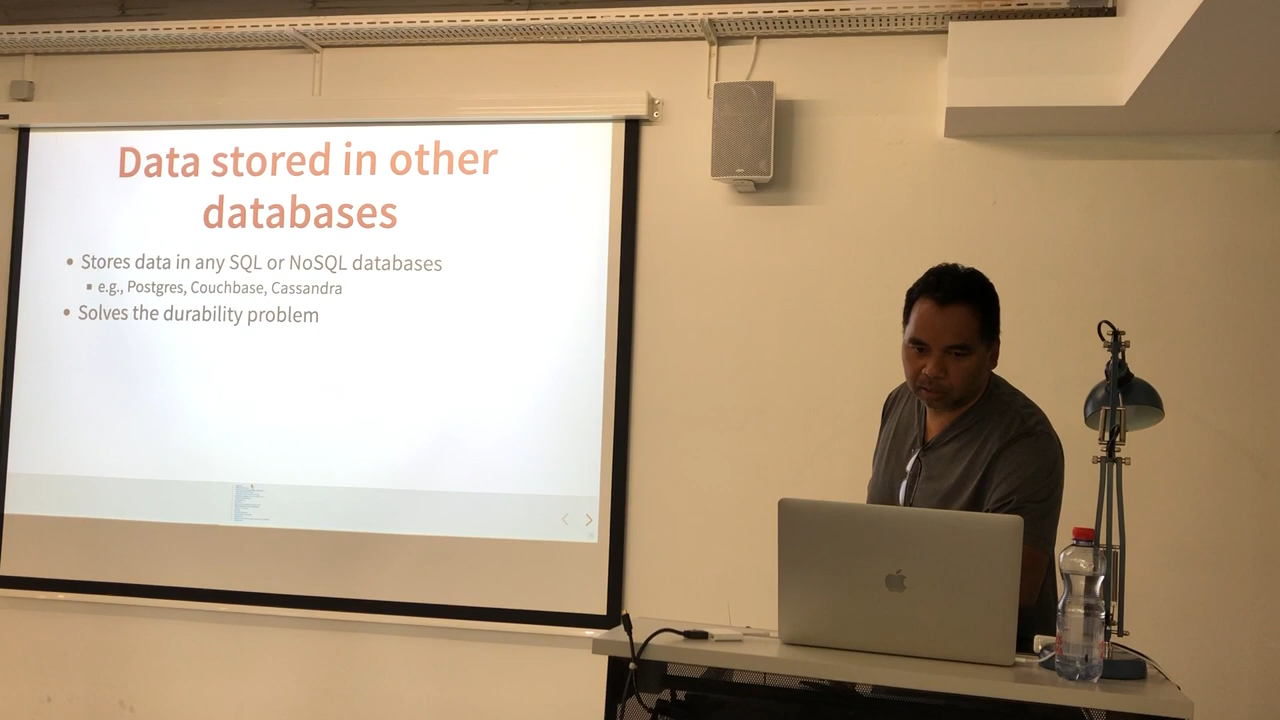 Data stored in other
databases
• Stores data in any SQL or NoSQL databases
▪ e.g., Postgres, Couchbase, Cassandra
• Solves the durability problem